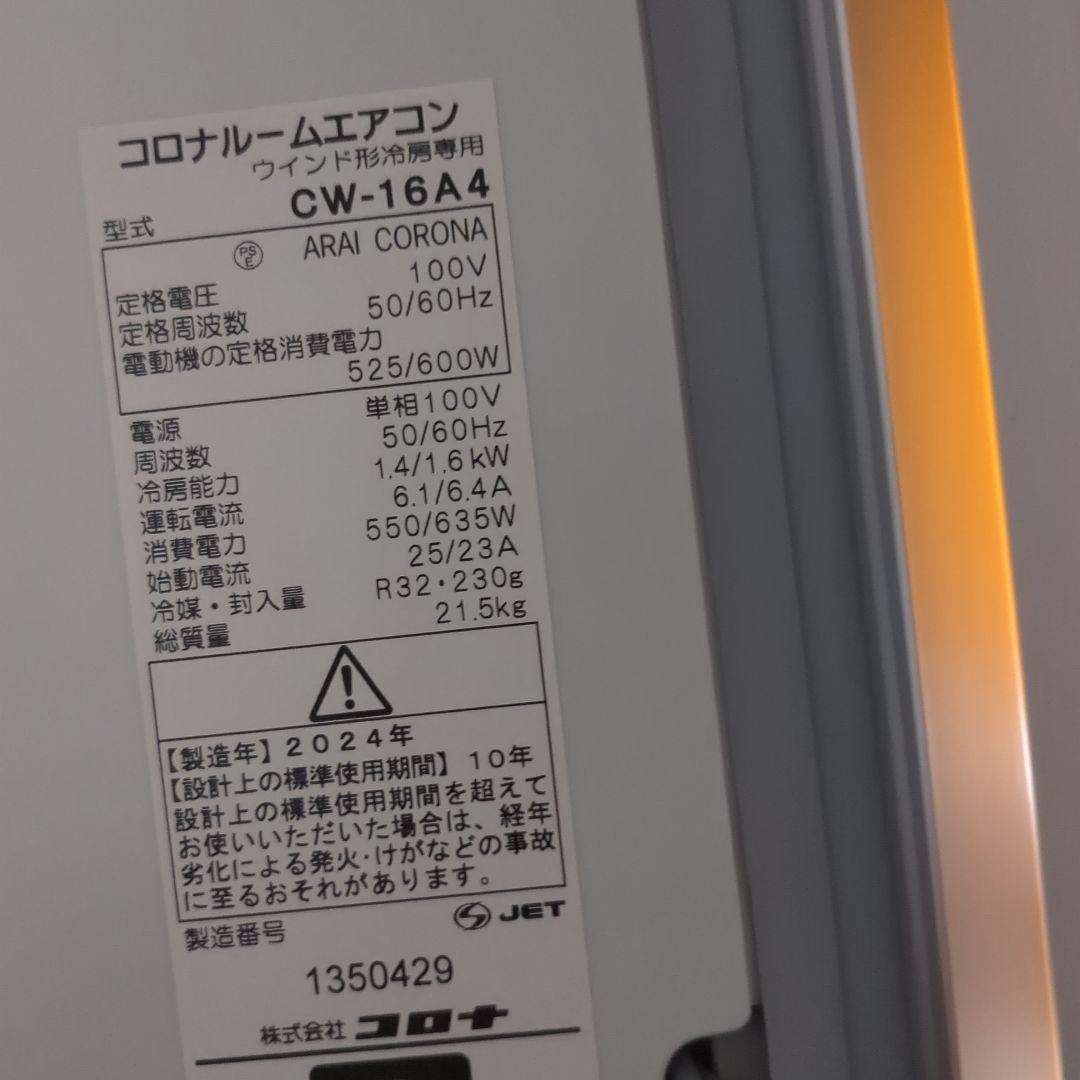 コロナルームエアコン
ウインド形冷房専用
型式 CW-16A4
PSE ARAI CORONA
定格電圧 100V
定格周波数 50/60Hz
電動機の定格消費電力
525/600W
電源 単相100V
周波数 50/60Hz
冷房能力 1.4/1.6kW
運転電流 6.1/6.4A
消費電力 550/635W
始動電流 25/23A
冷媒・封入量 R32・230g
総質量 21.5kg
【製造年】2024年
【設計上の標準使用期間】10年
設計上の標準使用期間を超えて
お使いいただいた場合は、経年
劣化による発火・けがなどの事故
に至るおそれがあります。
JET
製造番号
1350429
株式会社 コロナ